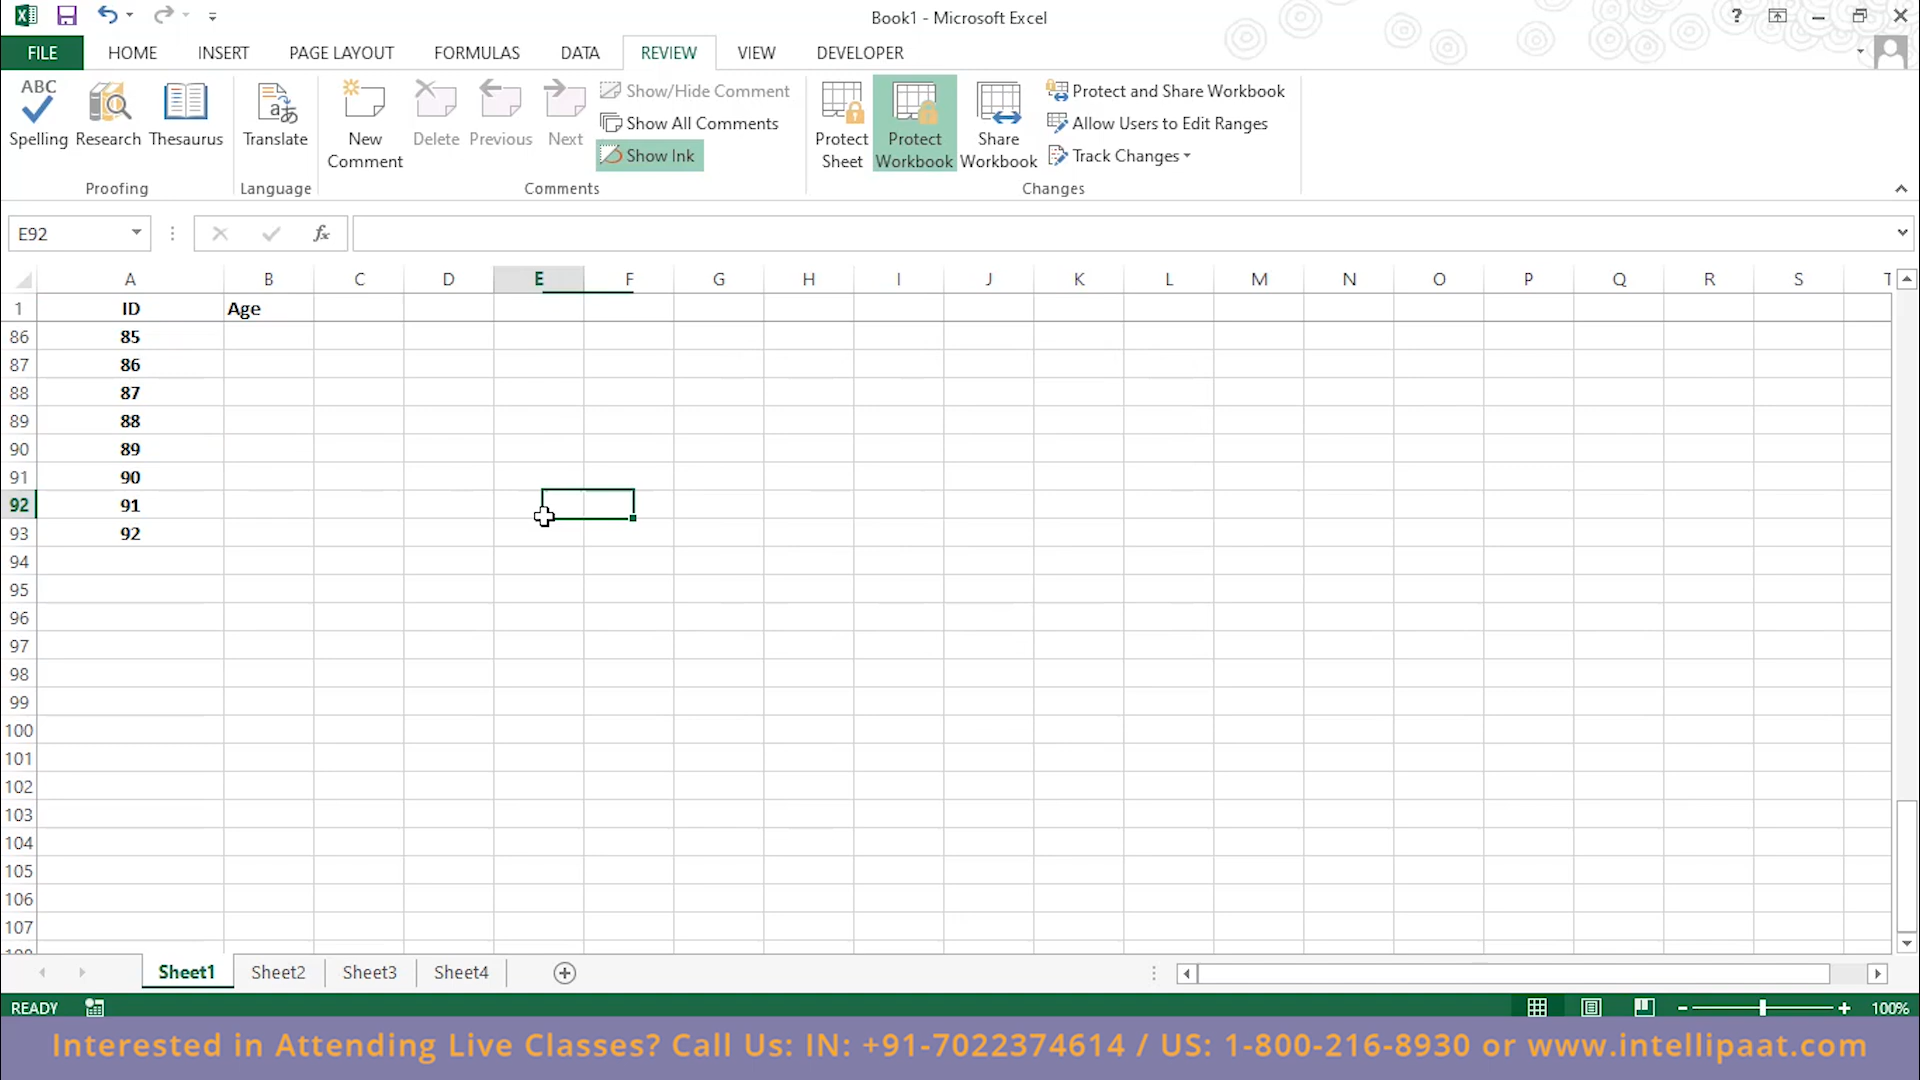 Book1 - Microsoft Excel
?
FILE HOME INSERT PAGE LAYOUT FORMULAS DATA REVIEW VIEW DEVELOPER
ABC
Spelling Research Thesaurus
Proofing
Translate
Language
New Comment Delete Previous Next
Show/Hide Comment
Show All Comments
Show Ink
Comments
Protect Sheet Protect Workbook Share Workbook
Protect and Share Workbook
Allow Users to Edit Ranges
Track Changes
Changes
E92 fx
A B C D E F G H I J K L M N O P Q R S T
1 ID Age
86 85
87 86
88 87
89 88
90 89
91 90
92 91
93 92
94
95
96
97
98
99
100
101
102
103
104
105
106
107
108
Sheet1 Sheet2 Sheet3 Sheet4
READY 100%
Interested in Attending Live Classes? Call Us: IN: +91-7022374614 / US: 1-800-216-8930 or www.intellipaat.com